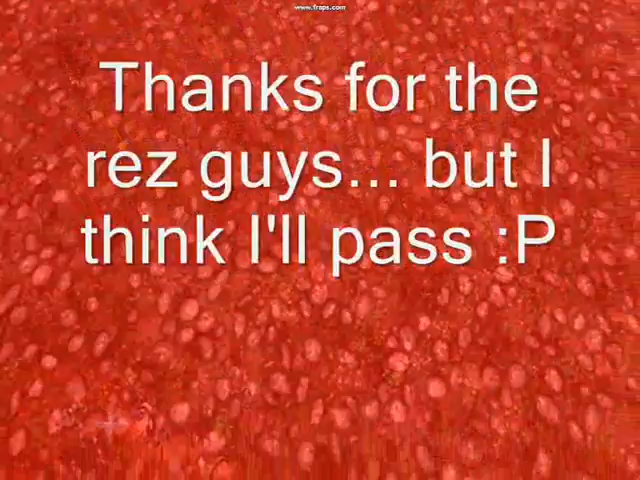 www.fraps.com
Thanks for the
rez guys... but I
think I'll pass :P